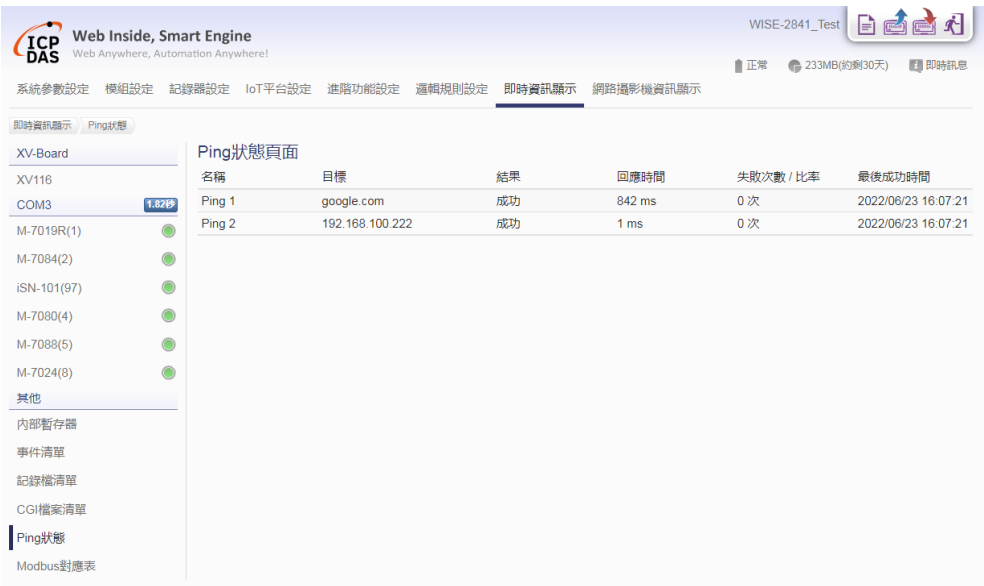 ICP DAS
Web Inside, Smart Engine
Web Anywhere, Automation Anywhere!
WISE-2841_Test
正常 233MB(約剩30天) 即時訊息
系統參數設定 模組設定 記錄器設定 IoT平台設定 進階功能設定 邏輯規則設定 即時資訊顯示 網路攝影機資訊顯示
即時資訊顯示 Ping狀態
XV-Board
XV116
COM3 1.82秒
M-7019R(1)
M-7084(2)
iSN-101(97)
M-7080(4)
M-7088(5)
M-7024(8)
其他
內部暫存器
事件清單
記錄檔清單
CGI檔案清單
Ping狀態
Modbus對應表
Ping狀態頁面
名稱 目標 結果 回應時間 失敗次數 / 比率 最後成功時間
Ping 1 google.com 成功 842 ms 0 次 2022/06/23 16:07:21
Ping 2 192.168.100.222 成功 1 ms 0 次 2022/06/23 16:07:21